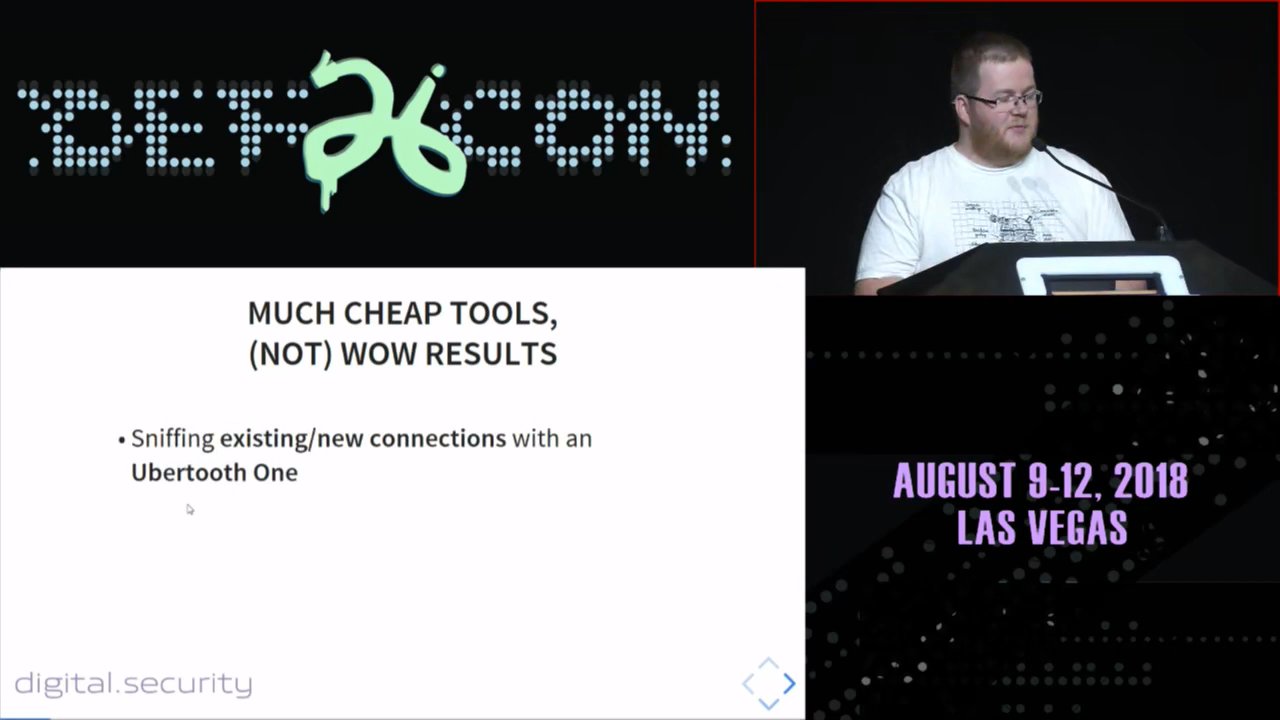 DEF 26 CON
MUCH CHEAP TOOLS,
(NOT) WOW RESULTS
• Sniffing existing/new connections with an
Ubertooth One
digital.security
AUGUST 9-12, 2018
LAS VEGAS